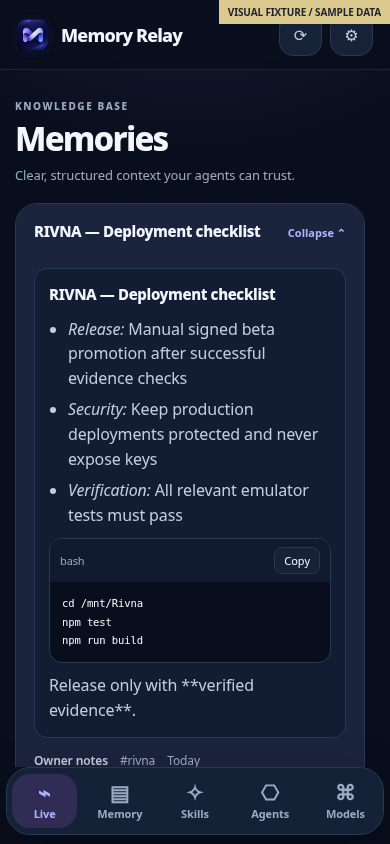 VISUAL FIXTURE / SAMPLE DATA
Memory Relay
KNOWLEDGE BASE
Memories
Clear, structured context your agents can trust.
RIVNA — Deployment checklist
Collapse
RIVNA — Deployment checklist
• Release: Manual signed beta
promotion after successful
evidence checks
• Security: Keep production
deployments protected and never
expose keys
• Verification: All relevant emulator
tests must pass
bash
Copy
cd /mnt/Rivna
npm test
npm run build
Release only with **verified
evidence**.
Owner notes #rivna Today
Live Memory Skills Agents Models